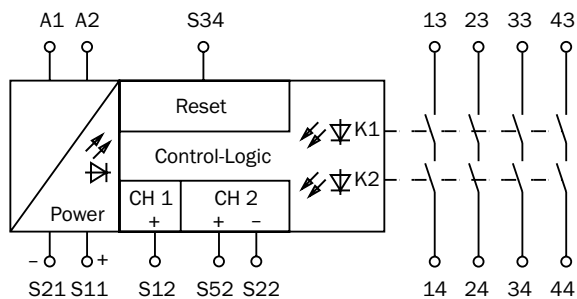 A1 A2 S34 13 23 33 43
Reset
K1
Control-Logic
K2
CH 1 CH 2
Power + + –
– +
S21 S11 S12 S52 S22 14 24 34 44